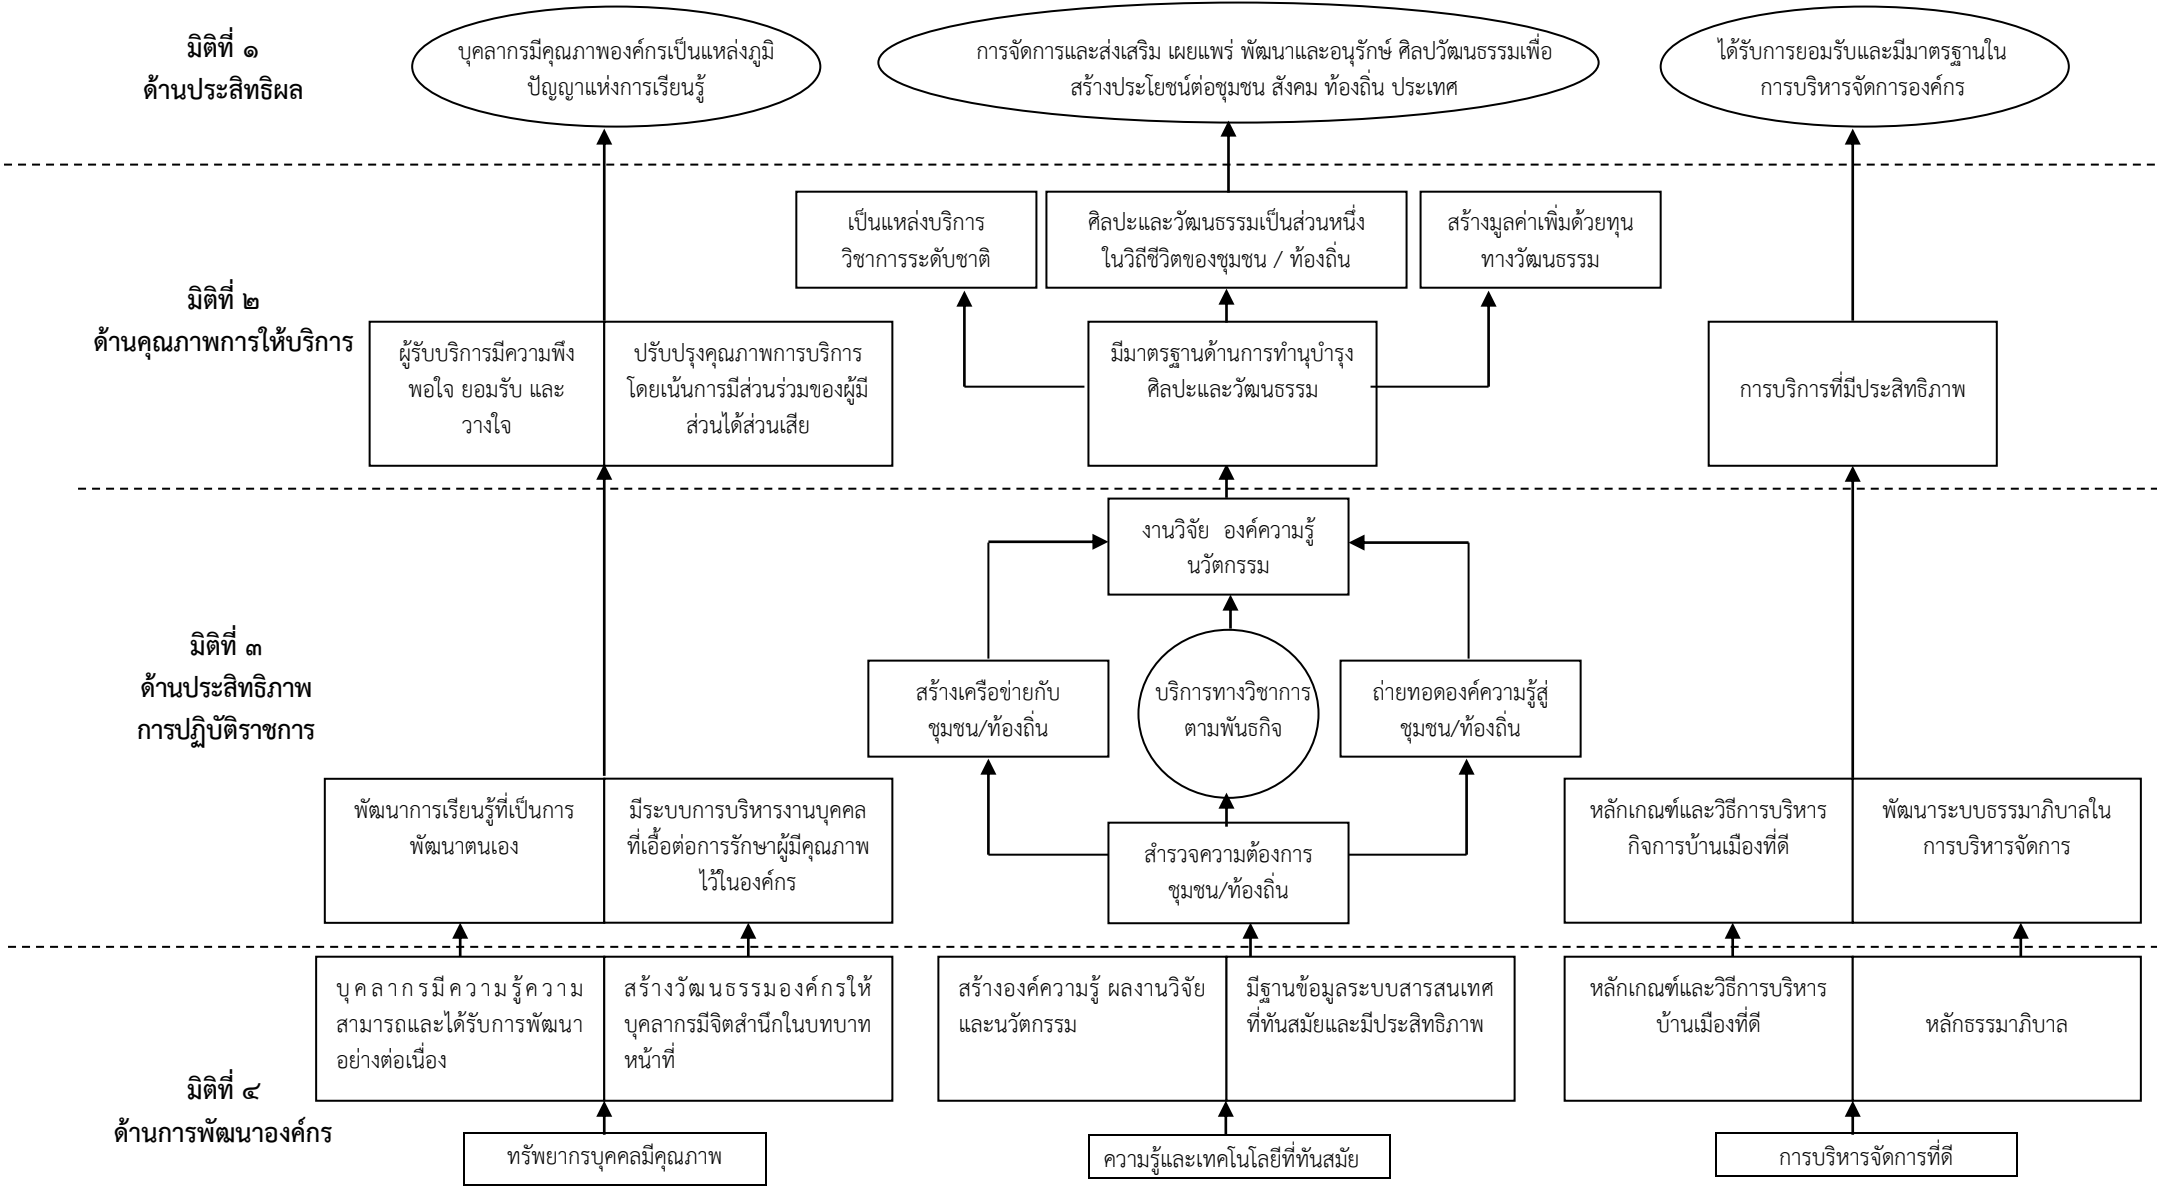 มิติที่ ๑
ด้านประสิทธิผล
บุคลากรมีคุณภาพองค์กรเป็นแหล่งภูมิ
ปัญญาแห่งการเรียนรู้
การจัดการและส่งเสริม เผยแพร่ พัฒนาและอนุรักษ์ ศิลปวัฒนธรรมเพื่อ
สร้างประโยชน์ต่อชุมชน สังคม ท้องถิ่น ประเทศ
ได้รับการยอมรับและมีมาตรฐานใน
การบริหารจัดการองค์กร
มิติที่ ๒
ด้านคุณภาพการให้บริการ
เป็นแหล่งบริการ
วิชาการระดับชาติ
ศิลปะและวัฒนธรรมเป็นส่วนหนึ่ง
ในวิถีชีวิตของชุมชน / ท้องถิ่น
สร้างมูลค่าเพิ่มด้วยทุน
ทางวัฒนธรรม
ผู้รับบริการมีความพึง
พอใจ ยอมรับ และ
วางใจ
ปรับปรุงคุณภาพการบริการ
โดยเน้นการมีส่วนร่วมของผู้มี
ส่วนได้ส่วนเสีย
มีมาตรฐานด้านการทำนุบำรุง
ศิลปะและวัฒนธรรม
การบริการที่มีประสิทธิภาพ
มิติที่ ๓
ด้านประสิทธิภาพ
การปฏิบัติราชการ
งานวิจัย องค์ความรู้
นวัตกรรม
สร้างเครือข่ายกับ
ชุมชน/ท้องถิ่น
บริการทางวิชาการ
ตามพันธกิจ
ถ่ายทอดองค์ความรู้สู่
ชุมชน/ท้องถิ่น
พัฒนาการเรียนรู้ที่เป็นการ
พัฒนาตนเอง
มีระบบการบริหารงานบุคคล
ที่เอื้อต่อการรักษาผู้มีคุณภาพ
ไว้ในองค์กร
สำรวจความต้องการ
ชุมชน/ท้องถิ่น
หลักเกณฑ์และวิธีการบริหาร
กิจการบ้านเมืองที่ดี
พัฒนาระบบธรรมาภิบาลใน
การบริหารจัดการ
มิติที่ ๔
ด้านการพัฒนาองค์กร
บุคลากรมีความรู้ความ
สามารถและได้รับการพัฒนา
อย่างต่อเนื่อง
สร้างวัฒนธรรมองค์กรให้
บุคลากรมีจิตสำนึกในบทบาท
หน้าที่
สร้างองค์ความรู้ ผลงานวิจัย
และนวัตกรรม
มีฐานข้อมูลระบบสารสนเทศ
ที่ทันสมัยและมีประสิทธิภาพ
หลักเกณฑ์และวิธีการบริหาร
บ้านเมืองที่ดี
หลักธรรมาภิบาล
ทรัพยากรบุคคลมีคุณภาพ
ความรู้และเทคโนโลยีที่ทันสมัย
การบริหารจัดการที่ดี